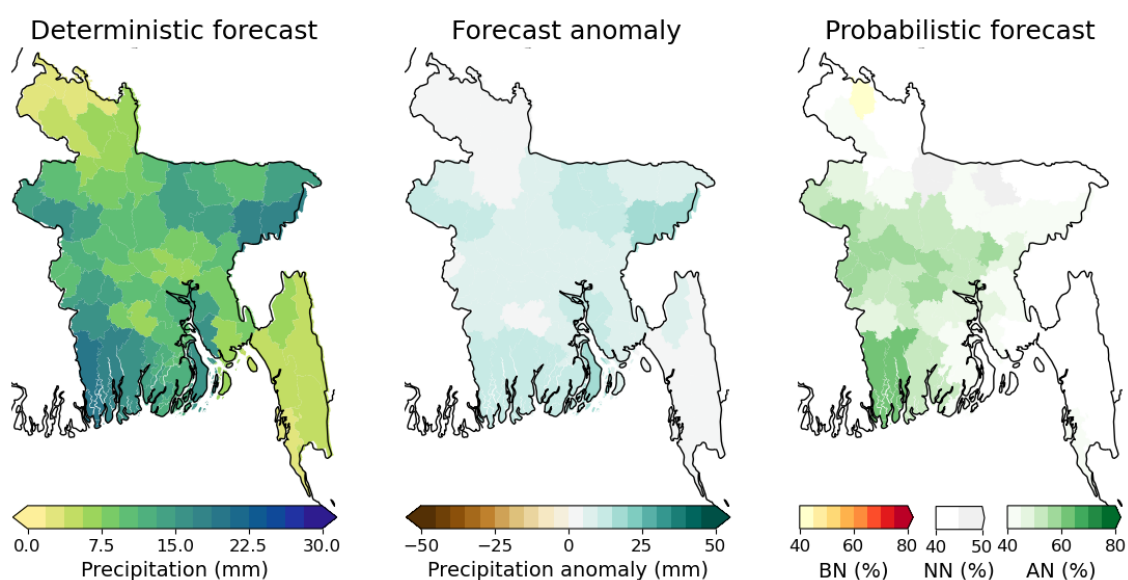 Deterministic forecast
Forecast anomaly
Probabilistic forecast
0.0 7.5 15.0 22.5 30.0
Precipitation (mm)
−50 −25 0 25 50
Precipitation anomaly (mm)
40 60 80
BN (%)
40 50
NN (%)
40 60 80
AN (%)